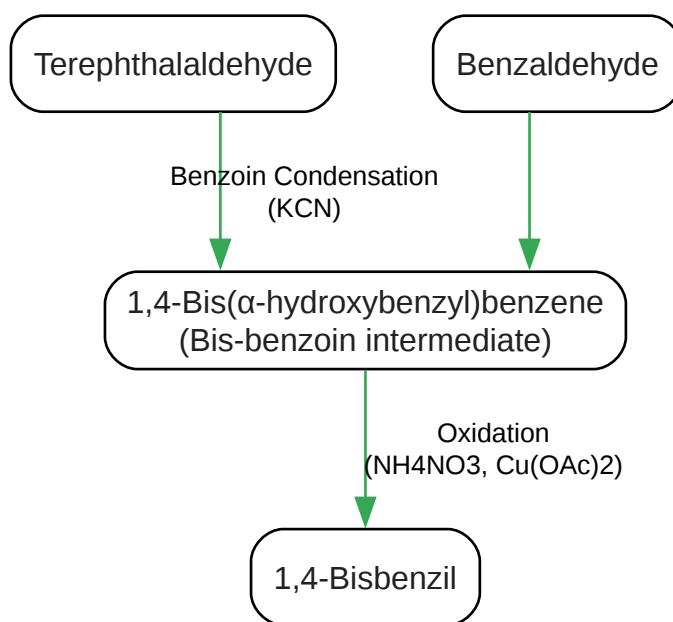 Terephthalaldehyde
Benzaldehyde
Benzoin Condensation
(KCN)
1,4-Bis(α-hydroxybenzyl)benzene
(Bis-benzoin intermediate)
Oxidation
(NH4NO3, Cu(OAc)2)
1,4-Bisbenzil